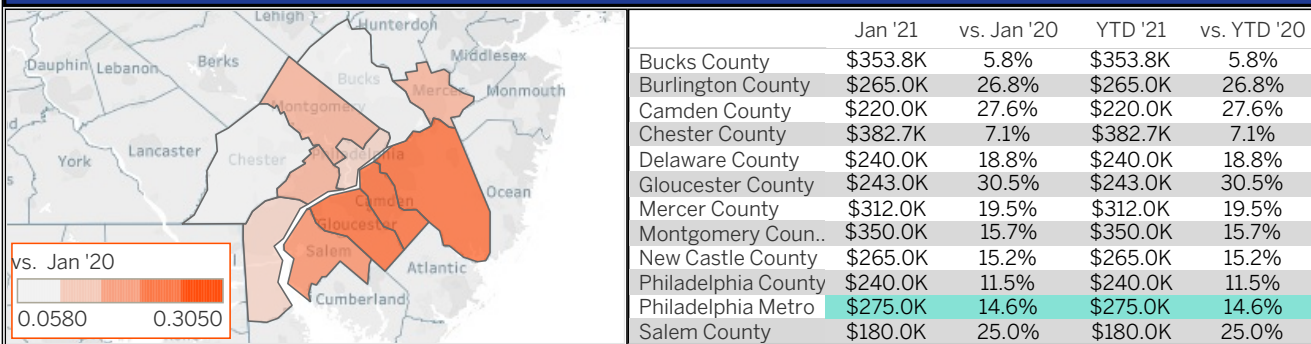 Lehigh
Hunterdon
Dauphin
Lebanon
Berks
Bucks
Middlesex
Mercer
Monmouth
Montgomery
d
Lancaster
York
Chester
Philadelphia
s
Ocean
Camden
Gloucester
Salem
Atlantic
Cumberland
vs. Jan '20
0.0580 0.3050
Jan '21 vs. Jan '20 YTD '21 vs. YTD '20
Bucks County $353.8K 5.8% $353.8K 5.8%
Burlington County $265.0K 26.8% $265.0K 26.8%
Camden County $220.0K 27.6% $220.0K 27.6%
Chester County $382.7K 7.1% $382.7K 7.1%
Delaware County $240.0K 18.8% $240.0K 18.8%
Gloucester County $243.0K 30.5% $243.0K 30.5%
Mercer County $312.0K 19.5% $312.0K 19.5%
Montgomery Coun.. $350.0K 15.7% $350.0K 15.7%
New Castle County $265.0K 15.2% $265.0K 15.2%
Philadelphia County $240.0K 11.5% $240.0K 11.5%
Philadelphia Metro $275.0K 14.6% $275.0K 14.6%
Salem County $180.0K 25.0% $180.0K 25.0%